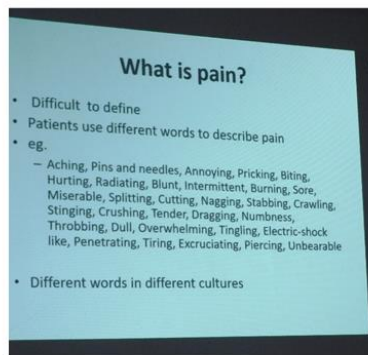 What is pain?
• Difficult to define
• Patients use different words to describe pain
• eg.
– Aching, Pins and needles, Annoying, Pricking, Biting,
Hurting, Radiating, Blunt, Intermittent, Burning, Sore,
Miserable, Splitting, Cutting, Nagging, Stabbing, Crawling,
Stinging, Crushing, Tender, Dragging, Numbness,
Throbbing, Dull, Overwhelming, Tingling, Electric-shock
like, Penetrating, Tiring, Excruciating, Piercing, Unbearable
• Different words in different cultures